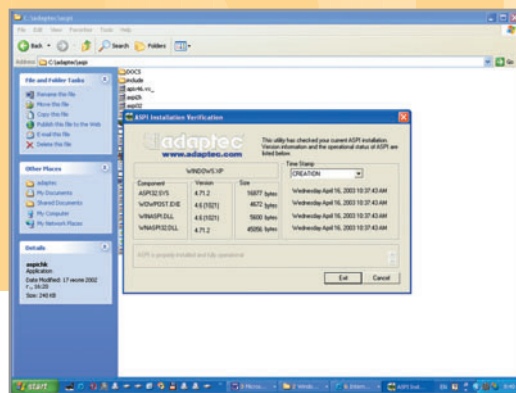 C:\adaptec\aspi
File Edit View Favorites Tools Help
Back Search Folders
Address C:\adaptec\aspi Go
File and Folder Tasks
Rename this file
Move this file
Copy this file
Publish this file to the Web
E-mail this file
Delete this file
Other Places
adaptec
My Documents
Shared Documents
My Computer
My Network Places
Details
aspichk
Application
Date Modified: 17 июля 2002
г., 16:20
Size: 240 KB
DOCS
include
aspi32
ASPI Installation Verification
adaptec
www.adaptec.com
This utility has checked your current ASPI installation.
Version information and the operational status of ASPI are
listed below.
WINDOWS XP
Time Stamp
CREATION
Component Version Size
ASPI32.SYS 4.71.2 16877 bytes Wednesday April 16, 2003 10:37:43 AM
WOWPOST.EXE 4.6 (1021) 4672 bytes Wednesday April 16, 2003 10:37:43 AM
WINASPI.DLL 4.6 (1021) 5600 bytes Wednesday April 16, 2003 10:37:43 AM
WNASPI32.DLL 4.71.2 45056 bytes Wednesday April 16, 2003 10:37:43 AM
ASPI is properly installed and fully operational
Exit Cancel
start EN